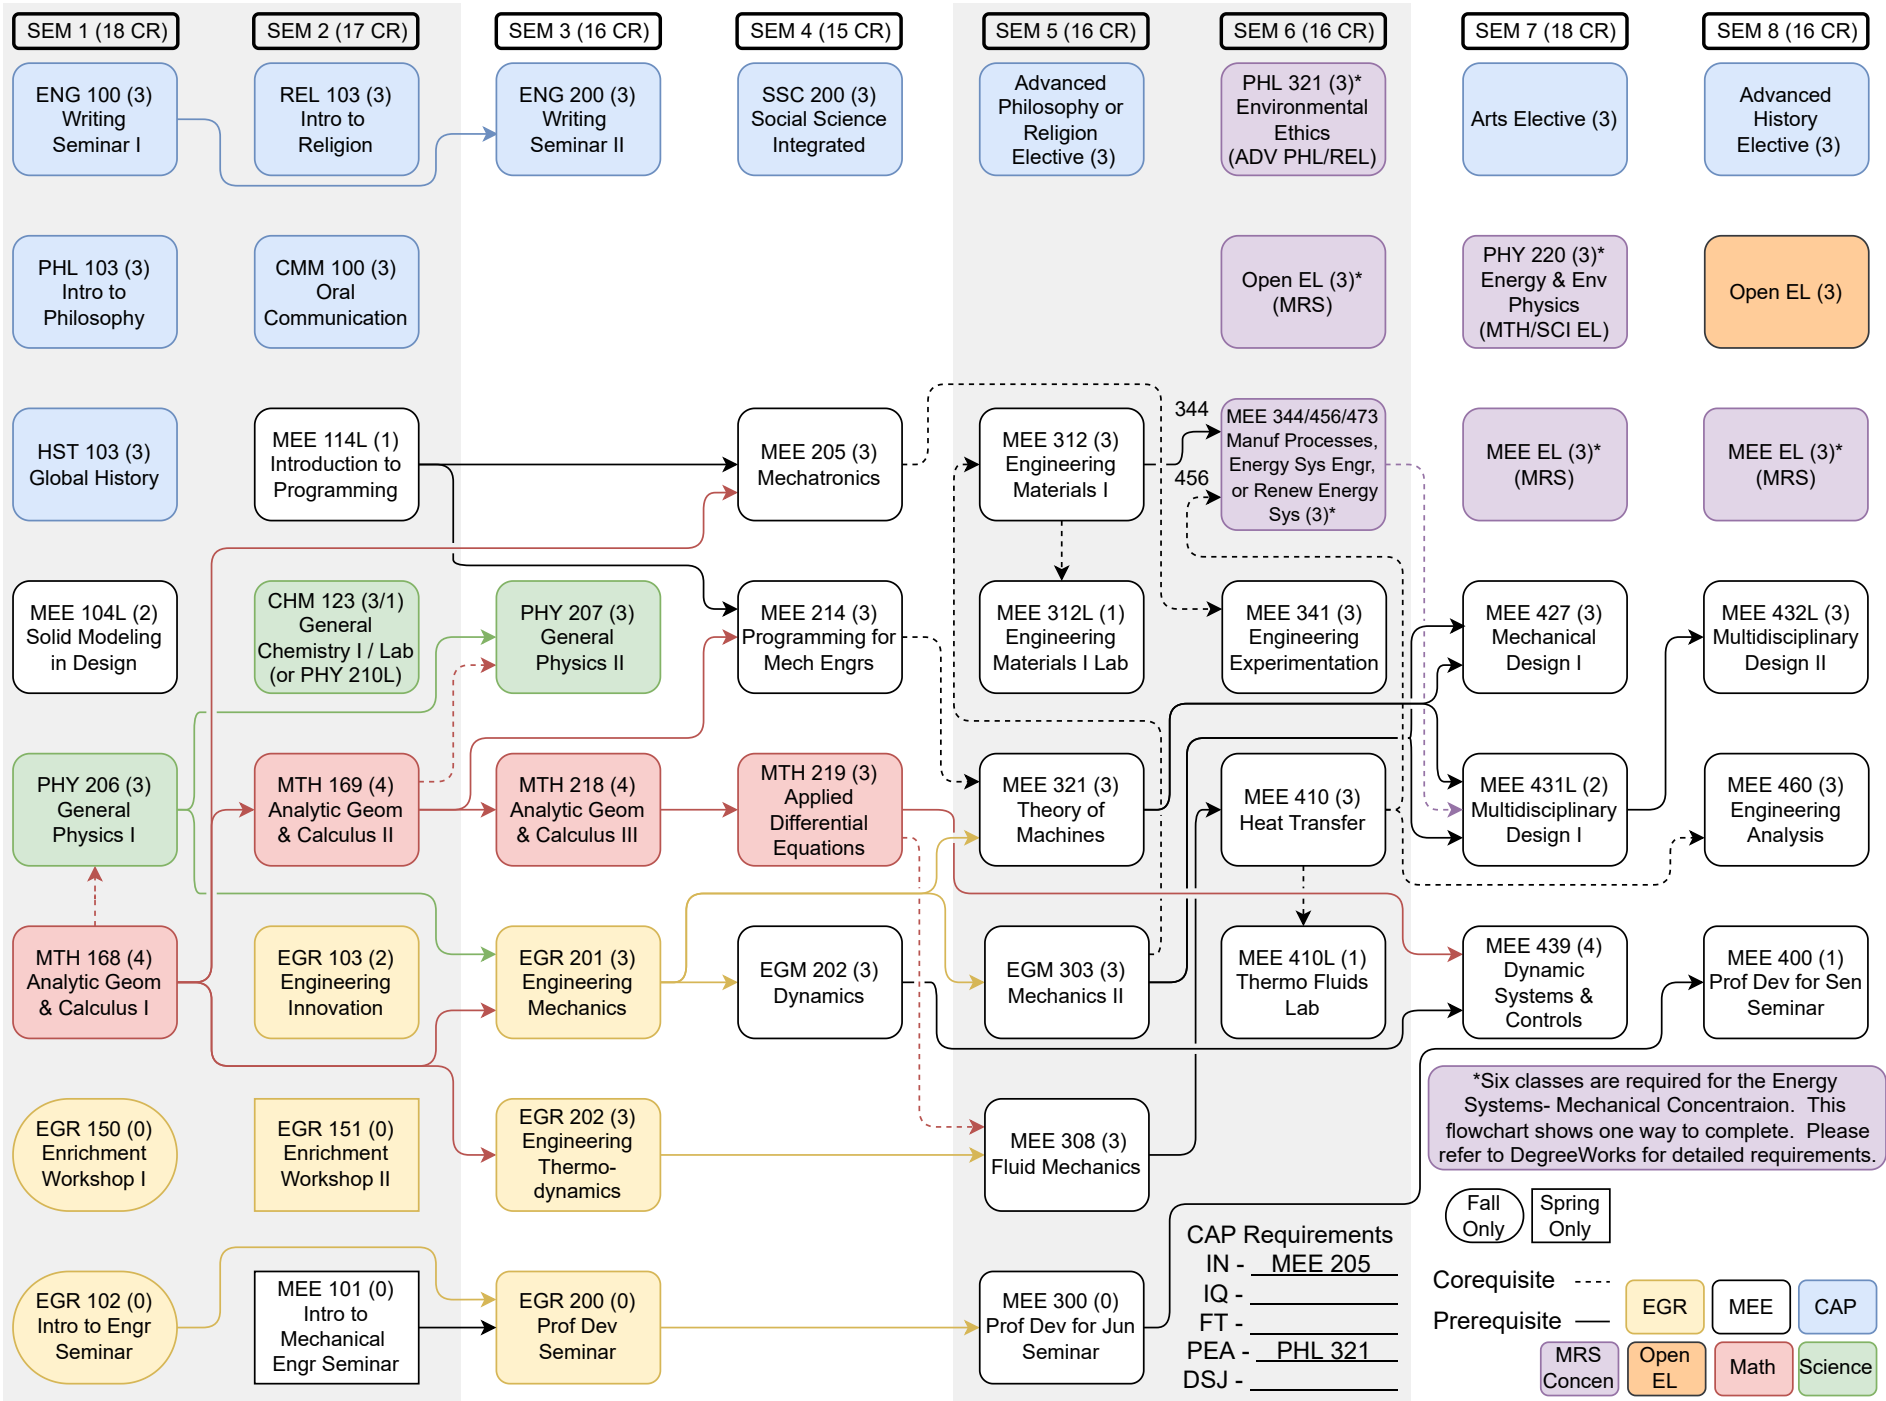 SEM 1 (18 CR)
SEM 2 (17 CR)
SEM 3 (16 CR)
SEM 4 (15 CR)
SEM 5 (16 CR)
SEM 6 (16 CR)
SEM 7 (18 CR)
SEM 8 (16 CR)
ENG 100 (3)
Writing
Seminar I
REL 103 (3)
Intro to
Religion
ENG 200 (3)
Writing
Seminar II
SSC 200 (3)
Social Science
Integrated
Advanced
Philosophy or
Religion
Elective (3)
PHL 321 (3)*
Environmental
Ethics
(ADV PHL/REL)
Arts Elective (3)
Advanced
History
Elective (3)
PHL 103 (3)
Intro to
Philosophy
CMM 100 (3)
Oral
Communication
Open EL (3)*
(MRS)
PHY 220 (3)*
Energy & Env
Physics
(MTH/SCI EL)
Open EL (3)
HST 103 (3)
Global History
MEE 114L (1)
Introduction to
Programming
MEE 205 (3)
Mechatronics
MEE 312 (3)
Engineering
Materials I
344
456
MEE 344/456/473
Manuf Processes,
Energy Sys Engr,
or Renew Energy
Sys (3)*
MEE EL (3)*
(MRS)
MEE EL (3)*
(MRS)
MEE 104L (2)
Solid Modeling
in Design
CHM 123 (3/1)
General
Chemistry I / Lab
(or PHY 210L)
PHY 207 (3)
General
Physics II
MEE 214 (3)
Programming for
Mech Engrs
MEE 312L (1)
Engineering
Materials I Lab
MEE 341 (3)
Engineering
Experimentation
MEE 427 (3)
Mechanical
Design I
MEE 432L (3)
Multidisciplinary
Design II
PHY 206 (3)
General
Physics I
MTH 169 (4)
Analytic Geom
& Calculus II
MTH 218 (4)
Analytic Geom
& Calculus III
MTH 219 (3)
Applied
Differential
Equations
MEE 321 (3)
Theory of
Machines
MEE 410 (3)
Heat Transfer
MEE 431L (2)
Multidisciplinary
Design I
MEE 460 (3)
Engineering
Analysis
MTH 168 (4)
Analytic Geom
& Calculus I
EGR 103 (2)
Engineering
Innovation
EGR 201 (3)
Engineering
Mechanics
EGM 202 (3)
Dynamics
EGM 303 (3)
Mechanics II
MEE 410L (1)
Thermo Fluids
Lab
MEE 439 (4)
Dynamic
Systems &
Controls
MEE 400 (1)
Prof Dev for Sen
Seminar
EGR 150 (0)
Enrichment
Workshop I
EGR 151 (0)
Enrichment
Workshop II
EGR 202 (3)
Engineering
Thermo-
dynamics
MEE 308 (3)
Fluid Mechanics
*Six classes are required for the Energy
Systems- Mechanical Concentraion. This
flowchart shows one way to complete. Please
refer to DegreeWorks for detailed requirements.
EGR 102 (0)
Intro to Engr
Seminar
MEE 101 (0)
Intro to
Mechanical
Engr Seminar
EGR 200 (0)
Prof Dev
Seminar
MEE 300 (0)
Prof Dev for Jun
Seminar
CAP Requirements
IN - MEE 205
IQ -
FT -
PEA - PHL 321
DSJ -
Fall
Only
Spring
Only
Corequisite
Prerequisite
EGR
MEE
CAP
MRS
Concen
Open
EL
Math
Science